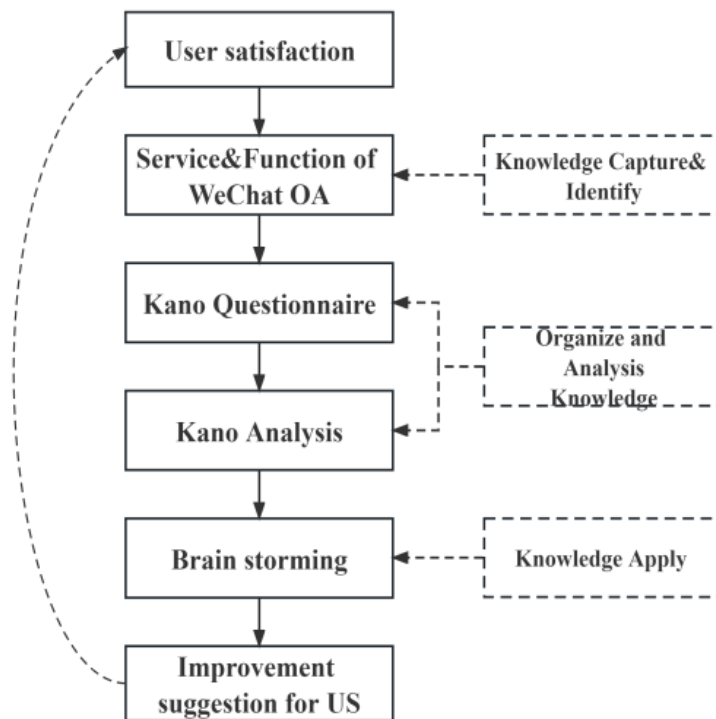 User satisfaction
Service&Function of
WeChat OA
Knowledge Capture&
Identify
Kano Questionnaire
Organize and
Analysis
Knowledge
Kano Analysis
Brain storming
Knowledge Apply
Improvement
suggestion for US